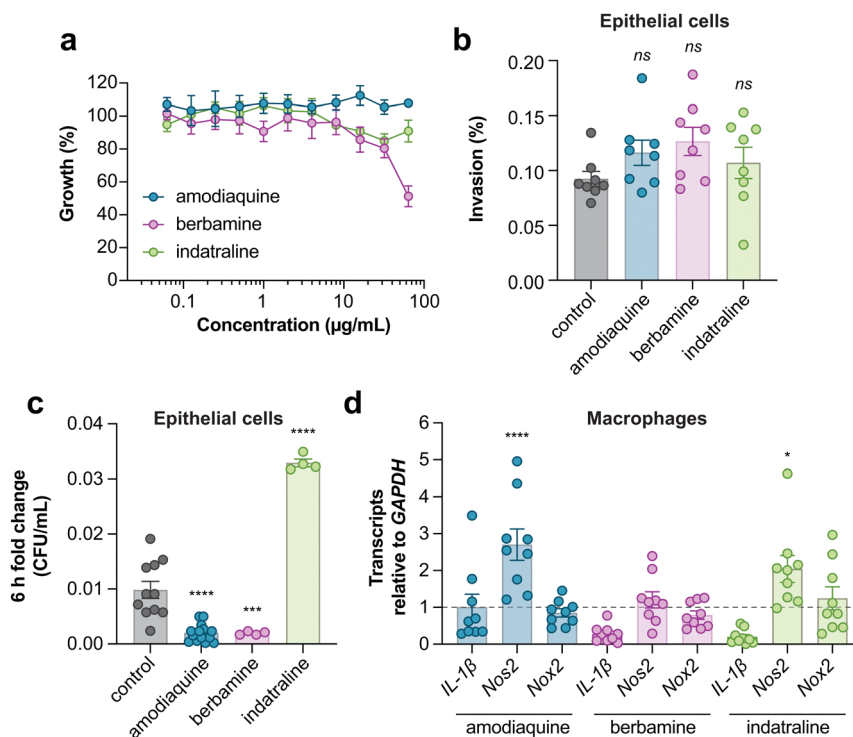 a
120
100
80
60
40
20
0
Growth (%)
amodiaquine
berbamine
indatraline
0.1
1
10
100
Concentration (µg/mL)
b
Epithelial cells
0.20
0.15
0.10
0.05
0.00
Invasion (%)
ns
ns
ns
control
amodiaquine
berbamine
indatraline
c
Epithelial cells
0.04
0.03
0.02
0.01
0.00
6 h fold change
(CFU/mL)
****
***
****
control
amodiaquine
berbamine
indatraline
d
Macrophages
6
5
4
3
2
1
0
Transcripts
relative to GAPDH
****
*
IL-1β
Nos2
Nox2
IL-1β
Nos2
Nox2
IL-1β
Nos2
Nox2
amodiaquine
berbamine
indatraline